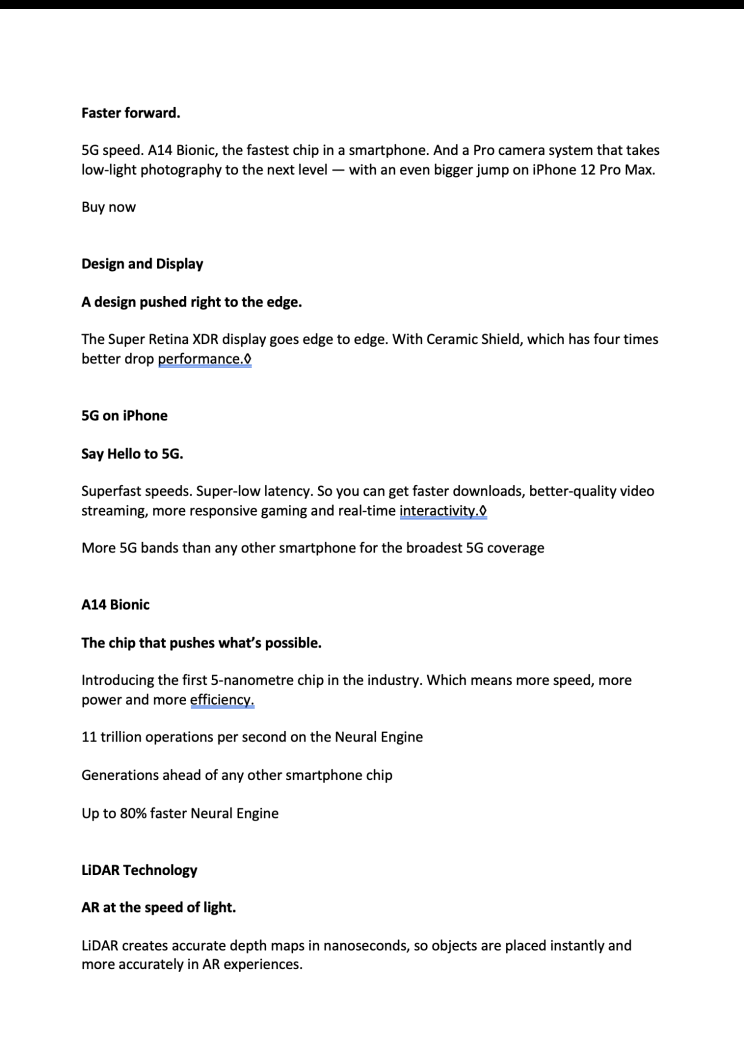 Faster forward.
5G speed. A14 Bionic, the fastest chip in a smartphone. And a Pro camera system that takes
low-light photography to the next level — with an even bigger jump on iPhone 12 Pro Max.
Buy now
Design and Display
A design pushed right to the edge.
The Super Retina XDR display goes edge to edge. With Ceramic Shield, which has four times
better drop performance.◊
5G on iPhone
Say Hello to 5G.
Superfast speeds. Super-low latency. So you can get faster downloads, better-quality video
streaming, more responsive gaming and real-time interactivity.◊
More 5G bands than any other smartphone for the broadest 5G coverage
A14 Bionic
The chip that pushes what’s possible.
Introducing the first 5-nanometre chip in the industry. Which means more speed, more
power and more efficiency.
11 trillion operations per second on the Neural Engine
Generations ahead of any other smartphone chip
Up to 80% faster Neural Engine
LiDAR Technology
AR at the speed of light.
LiDAR creates accurate depth maps in nanoseconds, so objects are placed instantly and
more accurately in AR experiences.